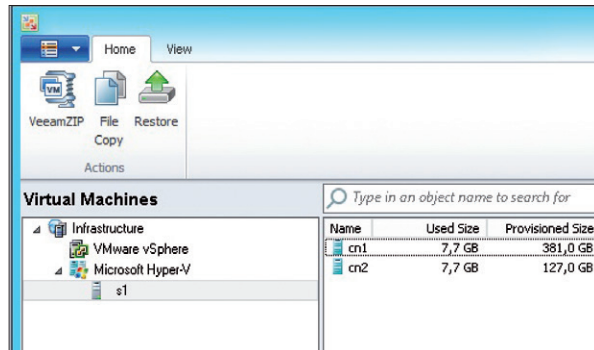 Home View
VeeamZIP File Copy Restore
Actions
Virtual Machines
Type in an object name to search for
Infrastructure
VMware vSphere
Microsoft Hyper-V
s1
Name Used Size Provisioned Size
cn1 7,7 GB 381,0 GB
cn2 7,7 GB 127,0 GB